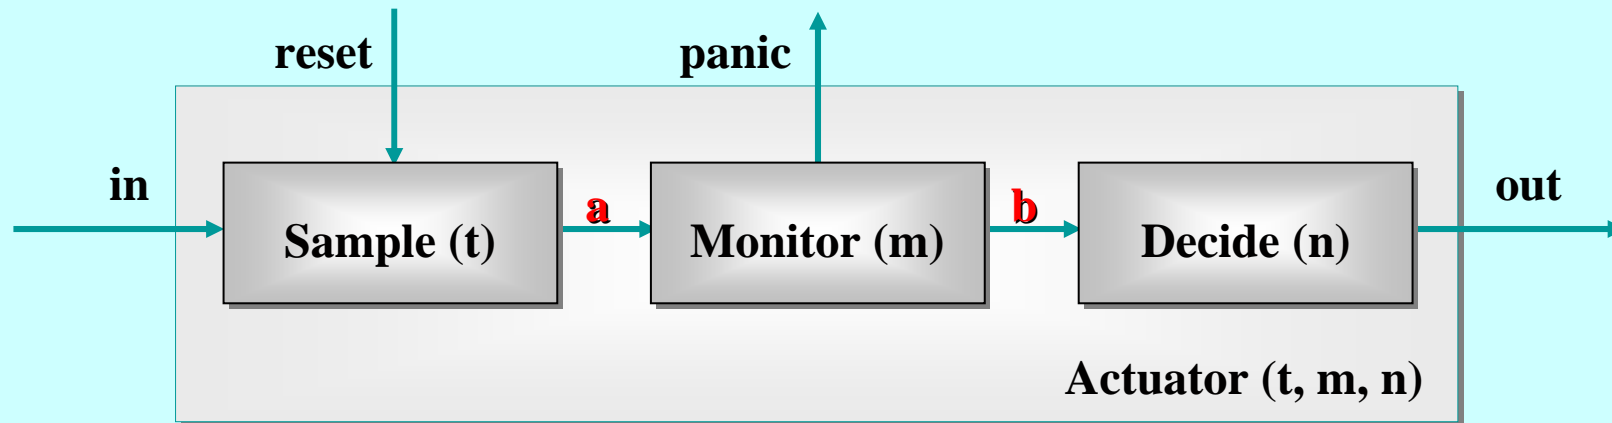 reset
panic
in
a
b
out
Sample (t)
Monitor (m)
Decide (n)
Actuator (t, m, n)